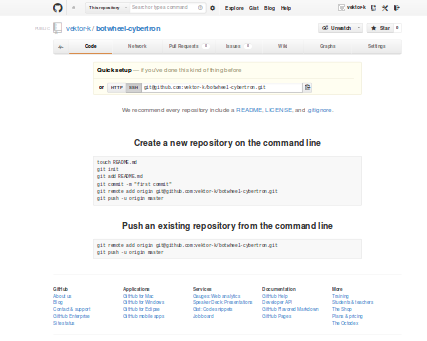 This repository Search or type commands Explore Gist Blog Help vektor-k
PUBLIC vektor-k / botwheel-cybertron Unwatch Star 0
Code Network Pull Requests 0 Issues 0 Wiki Graphs Settings
Quick setup — if you've done this kind of thing before
or HTTP SSH git@github.com:vektor-k/botwheel-cybertron.git
We recommend every repository include a README, LICENSE, and .gitignore.
Create a new repository on the command line
touch README.md
git init
git add README.md
git commit -m "first commit"
git remote add origin git@github.com:vektor-k/botwheel-cybertron.git
git push -u origin master
Push an existing repository from the command line
git remote add origin git@github.com:vektor-k/botwheel-cybertron.git
git push -u origin master
GitHub Applications Services Documentation More
About us GitHub for Mac Gauges: Web analytics GitHub Help Training
Blog GitHub for Windows Speaker Deck: Presentations Developer API Students & teachers
Contact & support GitHub for Eclipse Gist: Code snippets GitHub Flavored Markdown The Shop
GitHub Enterprise GitHub mobile apps Job board GitHub Pages Plans & pricing
Site status The Octodex